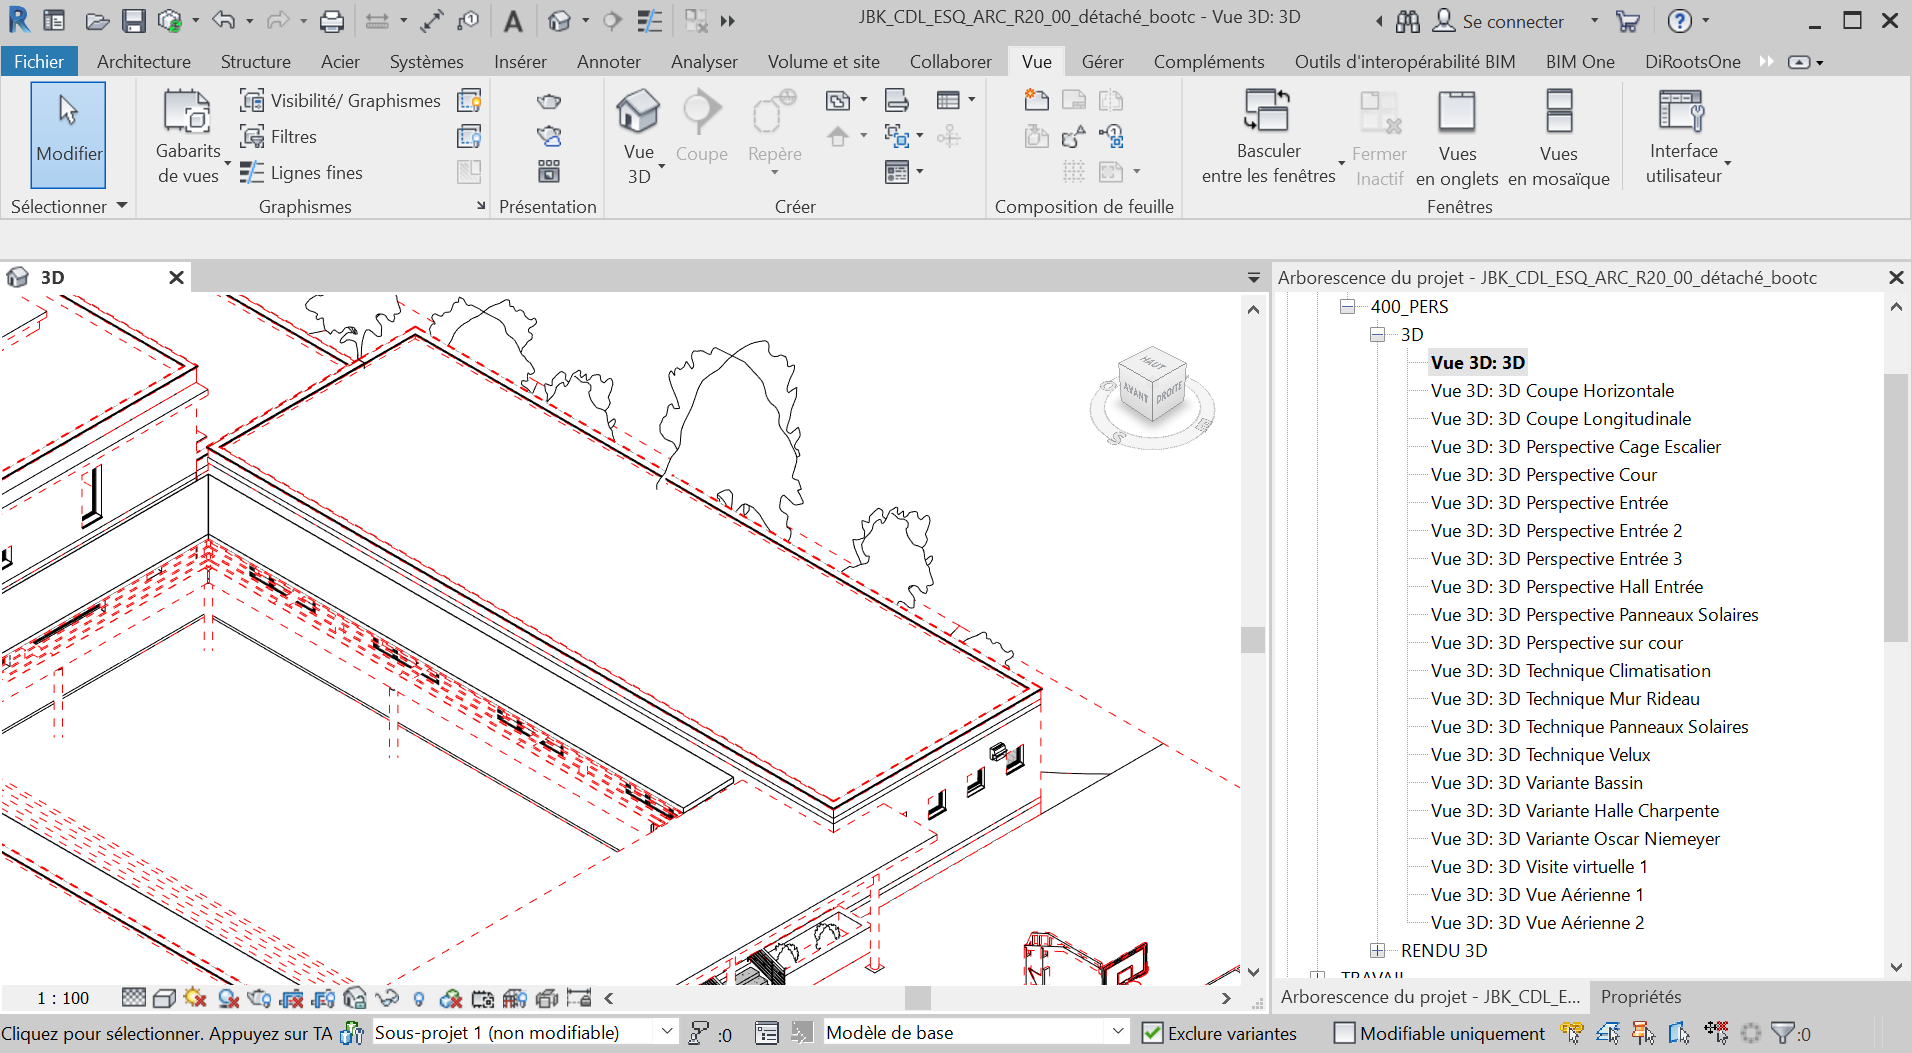 JBK_CDL_ESQ_ARC_R20_00_détaché_bootc - Vue 3D: 3D
Se connecter
Fichier Architecture Structure Acier Systèmes Insérer Annoter Analyser Volume et site Collaborer Vue Gérer Compléments Outils d'interopérabilité BIM BIM One DiRootsOne
Modifier
Gabarits
de vues
Visibilité/ Graphismes
Filtres
Lignes fines
Vue
3D
Coupe
Repère
Basculer
entre les fenêtres
Fermer
Inactif
Vues
en onglets
Vues
en mosaïque
Interface
utilisateur
Sélectionner
Graphismes
Présentation
Créer
Composition de feuille
Fenêtres
3D
HAUT
AVANT
DROITE
S
Arborescence du projet - JBK_CDL_ESQ_ARC_R20_00_détaché_bootc
400_PERS
3D
Vue 3D: 3D
Vue 3D: 3D Coupe Horizontale
Vue 3D: 3D Coupe Longitudinale
Vue 3D: 3D Perspective Cage Escalier
Vue 3D: 3D Perspective Cour
Vue 3D: 3D Perspective Entrée
Vue 3D: 3D Perspective Entrée 2
Vue 3D: 3D Perspective Entrée 3
Vue 3D: 3D Perspective Hall Entrée
Vue 3D: 3D Perspective Panneaux Solaires
Vue 3D: 3D Perspective sur cour
Vue 3D: 3D Technique Climatisation
Vue 3D: 3D Technique Mur Rideau
Vue 3D: 3D Technique Panneaux Solaires
Vue 3D: 3D Technique Velux
Vue 3D: 3D Variante Bassin
Vue 3D: 3D Variante Halle Charpente
Vue 3D: 3D Variante Oscar Niemeyer
Vue 3D: 3D Visite virtuelle 1
Vue 3D: 3D Vue Aérienne 1
Vue 3D: 3D Vue Aérienne 2
RENDU 3D
TRAVAIL
1 : 100
Arborescence du projet - JBK_CDL_E... Propriétés
Cliquez pour sélectionner. Appuyez sur TA
Sous-projet 1 (non modifiable)
:0
Modèle de base
Exclure variantes
Modifiable uniquement
:0